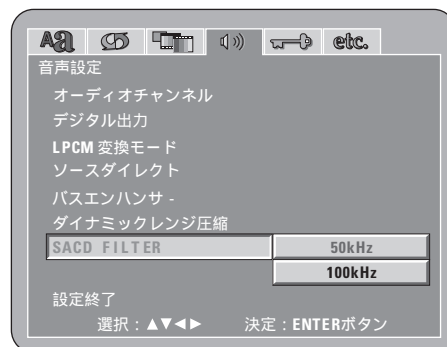 Aa etc.
音声設定
オーディオチャンネル
デジタル出力
LPCM 変換モード
ソースダイレクト
バスエンハンサ -
ダイナミックレンジ圧縮
SACD FILTER 50kHz
100kHz
設定終了
選択：▲▼◀▶ 決定：ENTERボタン